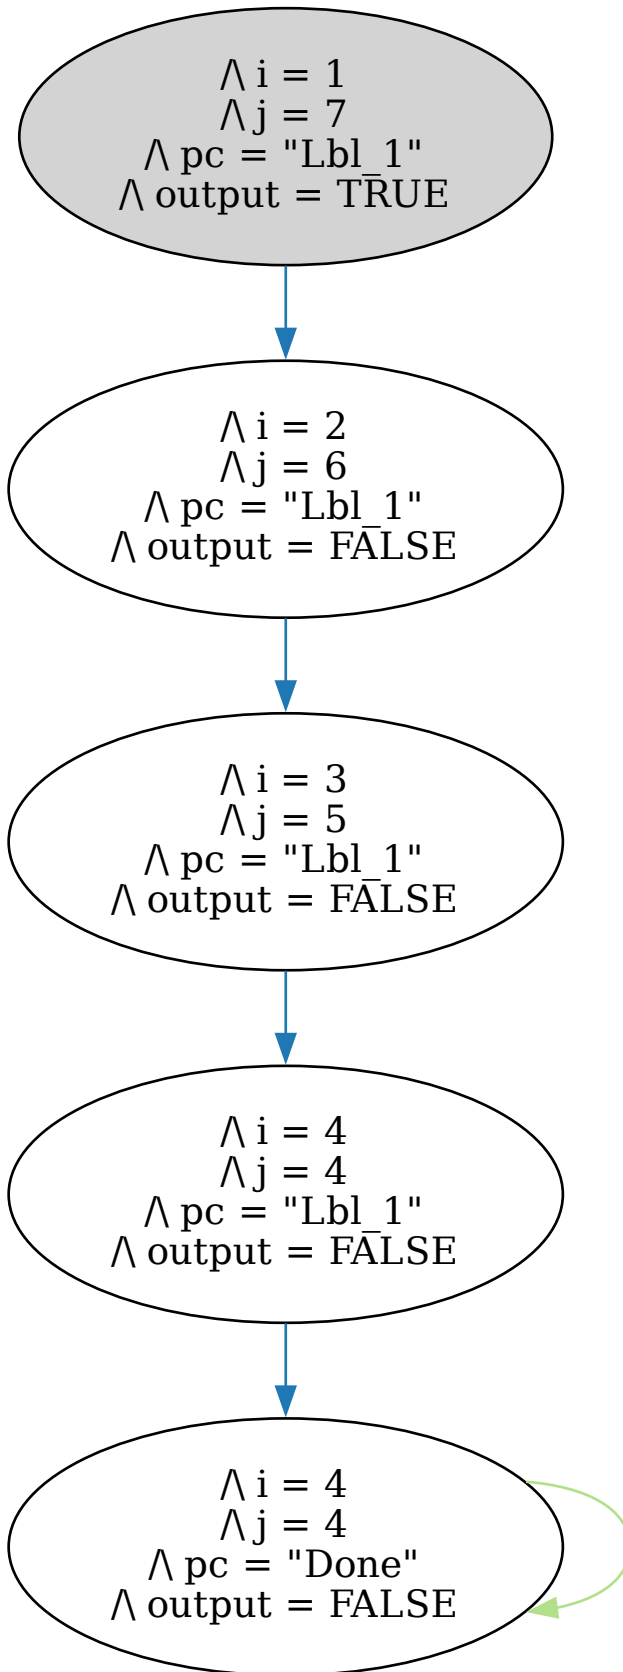 /\ i = 1
/\ j = 7
/\ pc = "Lbl_1"
/\ output = TRUE
/\ i = 2
/\ j = 6
/\ pc = "Lbl_1"
/\ output = FALSE
/\ i = 3
/\ j = 5
/\ pc = "Lbl_1"
/\ output = FALSE
/\ i = 4
/\ j = 4
/\ pc = "Lbl_1"
/\ output = FALSE
/\ i = 4
/\ j = 4
/\ pc = "Done"
/\ output = FALSE